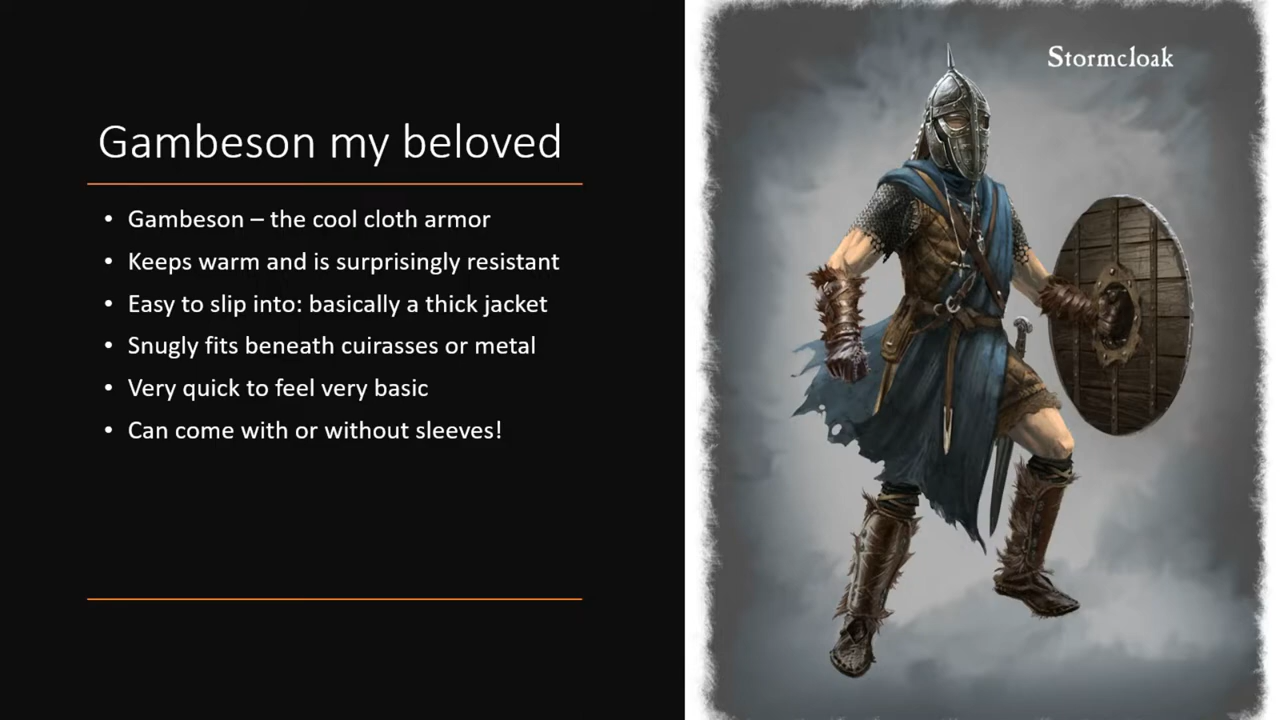 Gambeson my beloved
• Gambeson – the cool cloth armor
• Keeps warm and is surprisingly resistant
• Easy to slip into: basically a thick jacket
• Snugly fits beneath cuirasses or metal
• Very quick to feel very basic
• Can come with or without sleeves!
Stormcloak